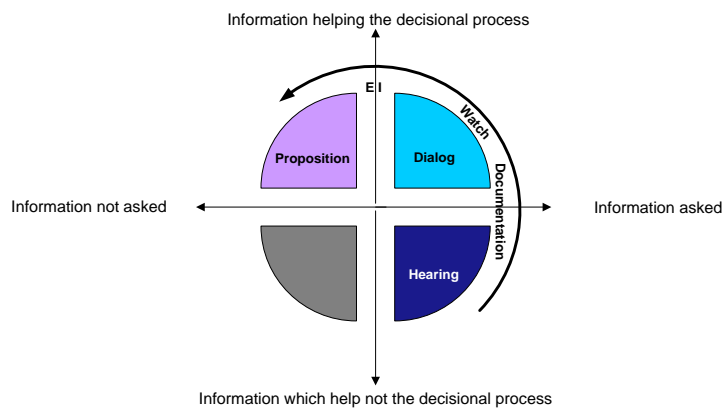 Information helping the decisional process
E I
Watch
Proposition
Dialog
Documentation
Information not asked
Information asked
Hearing
Information which help not the decisional process